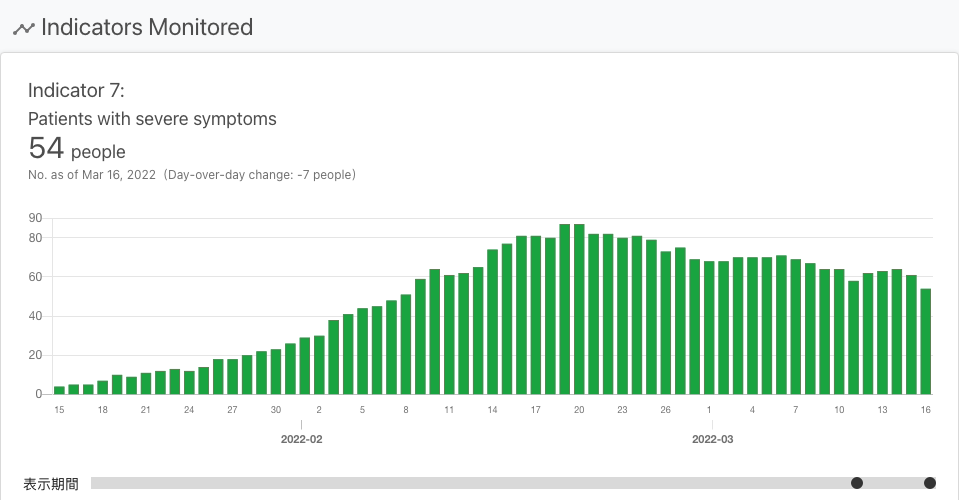 Indicators Monitored
Indicator 7:
Patients with severe symptoms
54 people
No. as of Mar 16, 2022 (Day-over-day change: -7 people)
90
80
60
40
20
0
15 18 21 24 27 30 2 5 8 11 14 17 20 23 26 1 4 7 10 13 16
2022-02 2022-03
表示期間